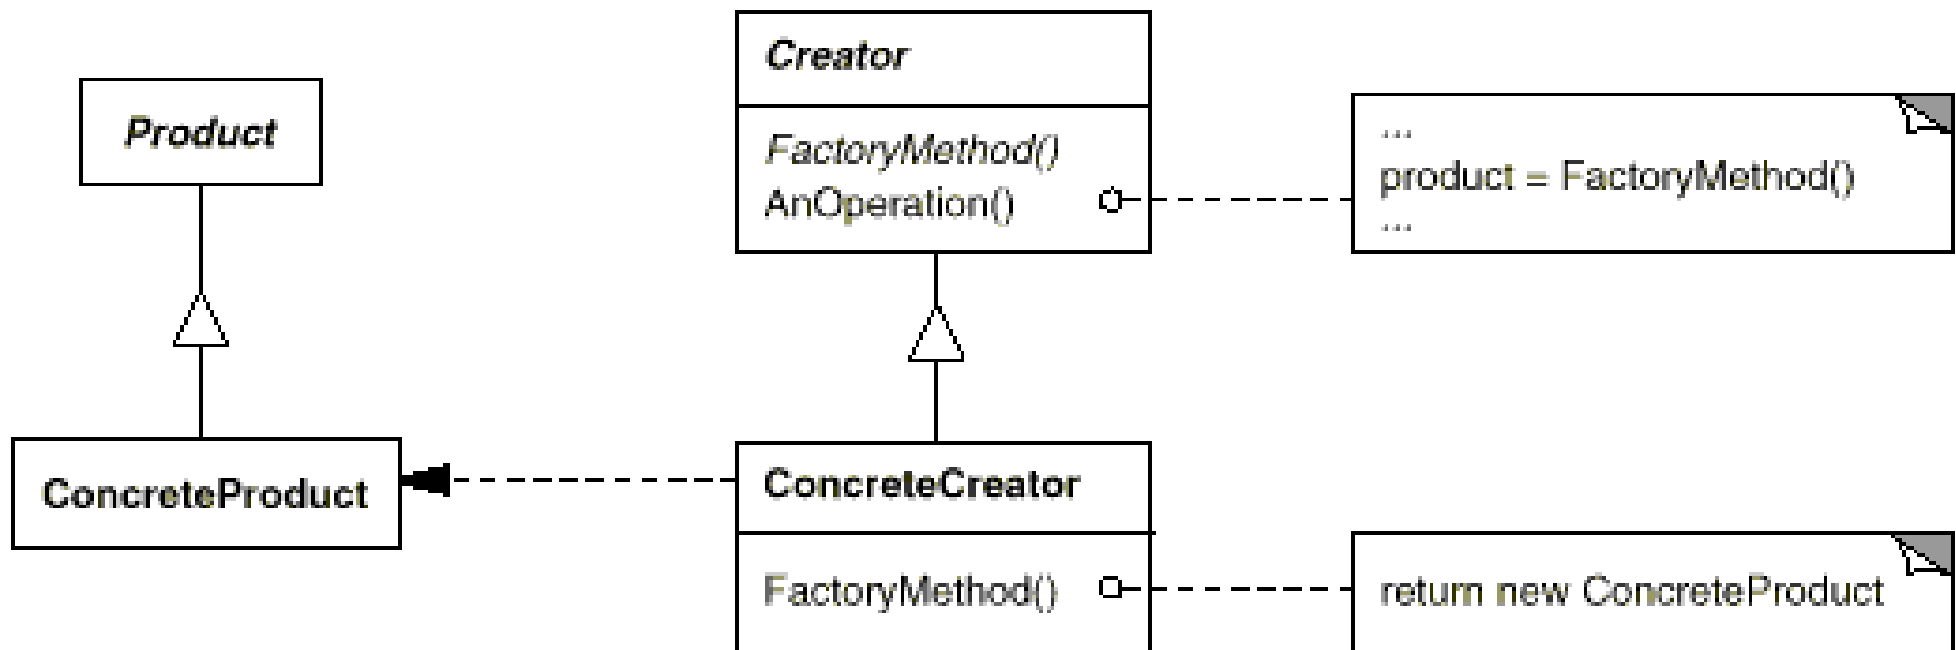 Creator
Product
FactoryMethod()
AnOperation()
...
product = FactoryMethod()
...
ConcreteProduct
ConcreteCreator
FactoryMethod()
return new ConcreteProduct